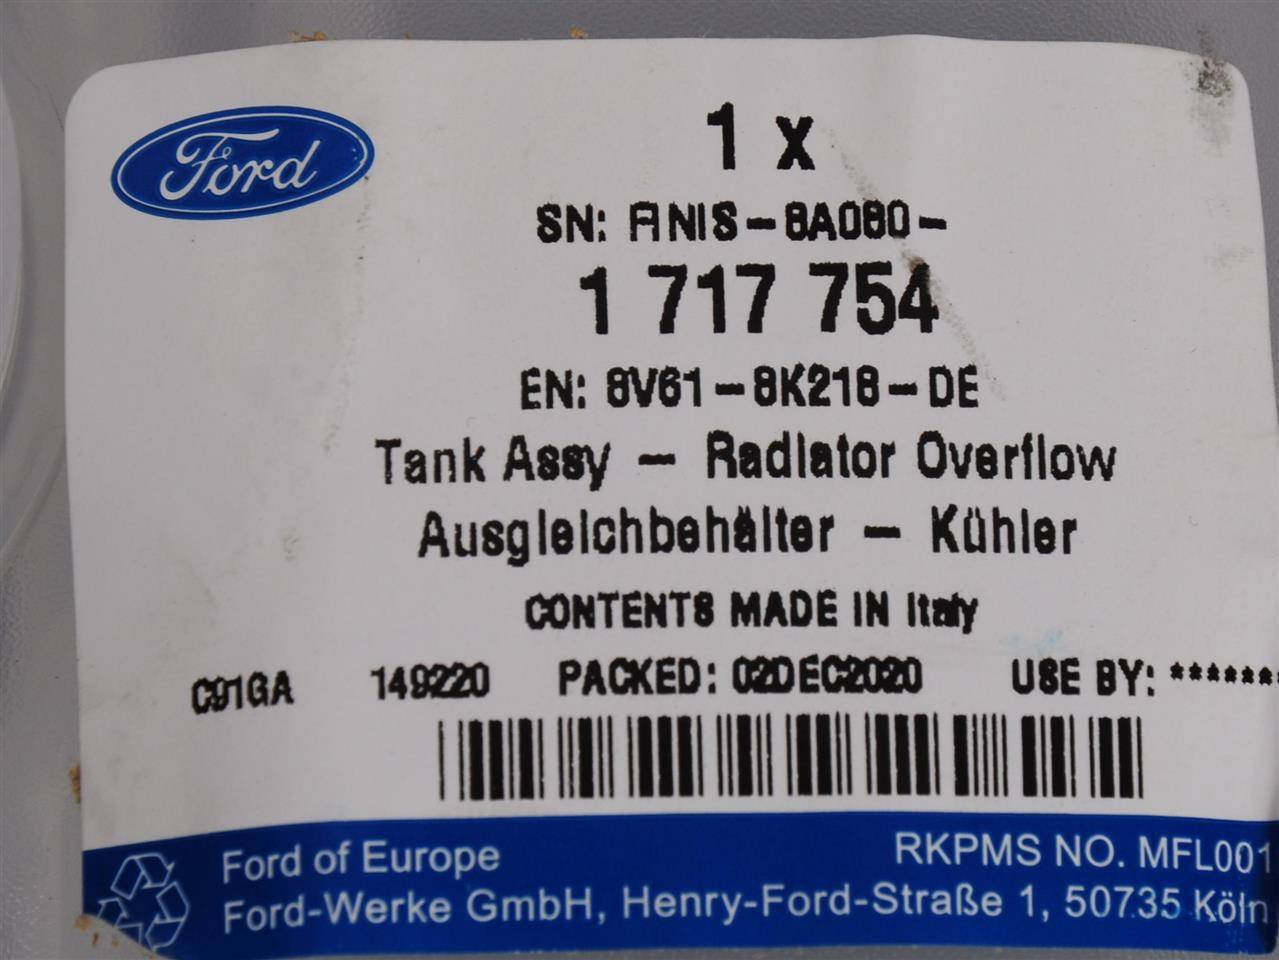 Ford
1 x
SN: FINIS-8A080-
1 717 754
EN: 8V61-8K218-DE
Tank Assy - Radiator Overflow
Ausgleichbehälter - Kühler
CONTENTS MADE IN Italy
C91GA 149220 PACKED: 02DEC2020 USE BY: *******
Ford of Europe RKPMS NO. MFL001
Ford-Werke GmbH, Henry-Ford-Straße 1, 50735 Köln